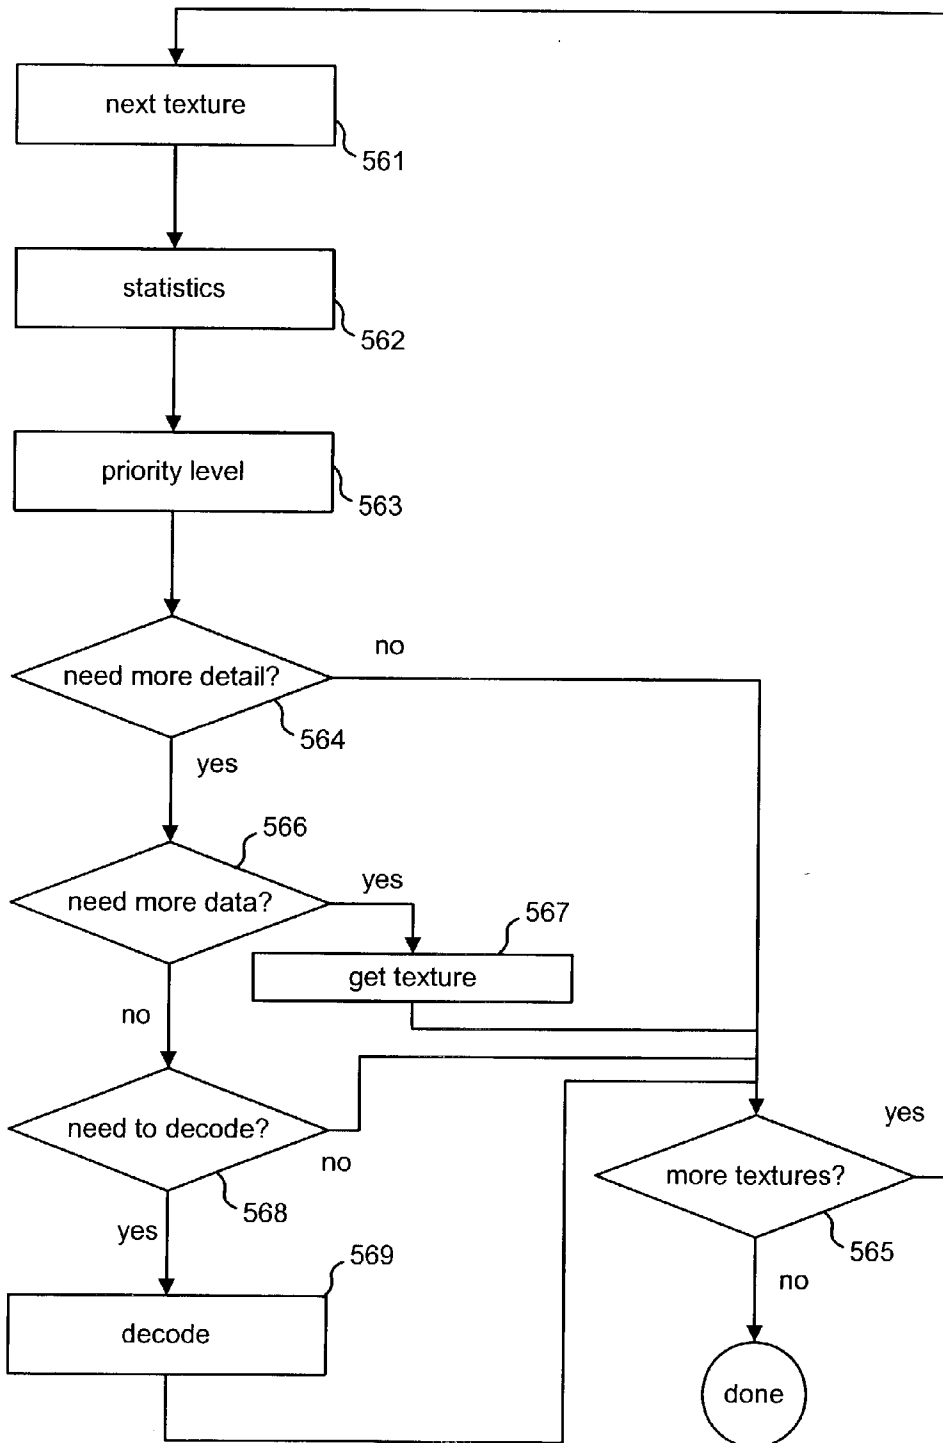 next texture
561
statistics
562
priority level
563
need more detail?
no
564
yes
566
need more data?
yes
567
get texture
no
need to decode?
no
568
yes
more textures?
yes
565
no
569
decode
done